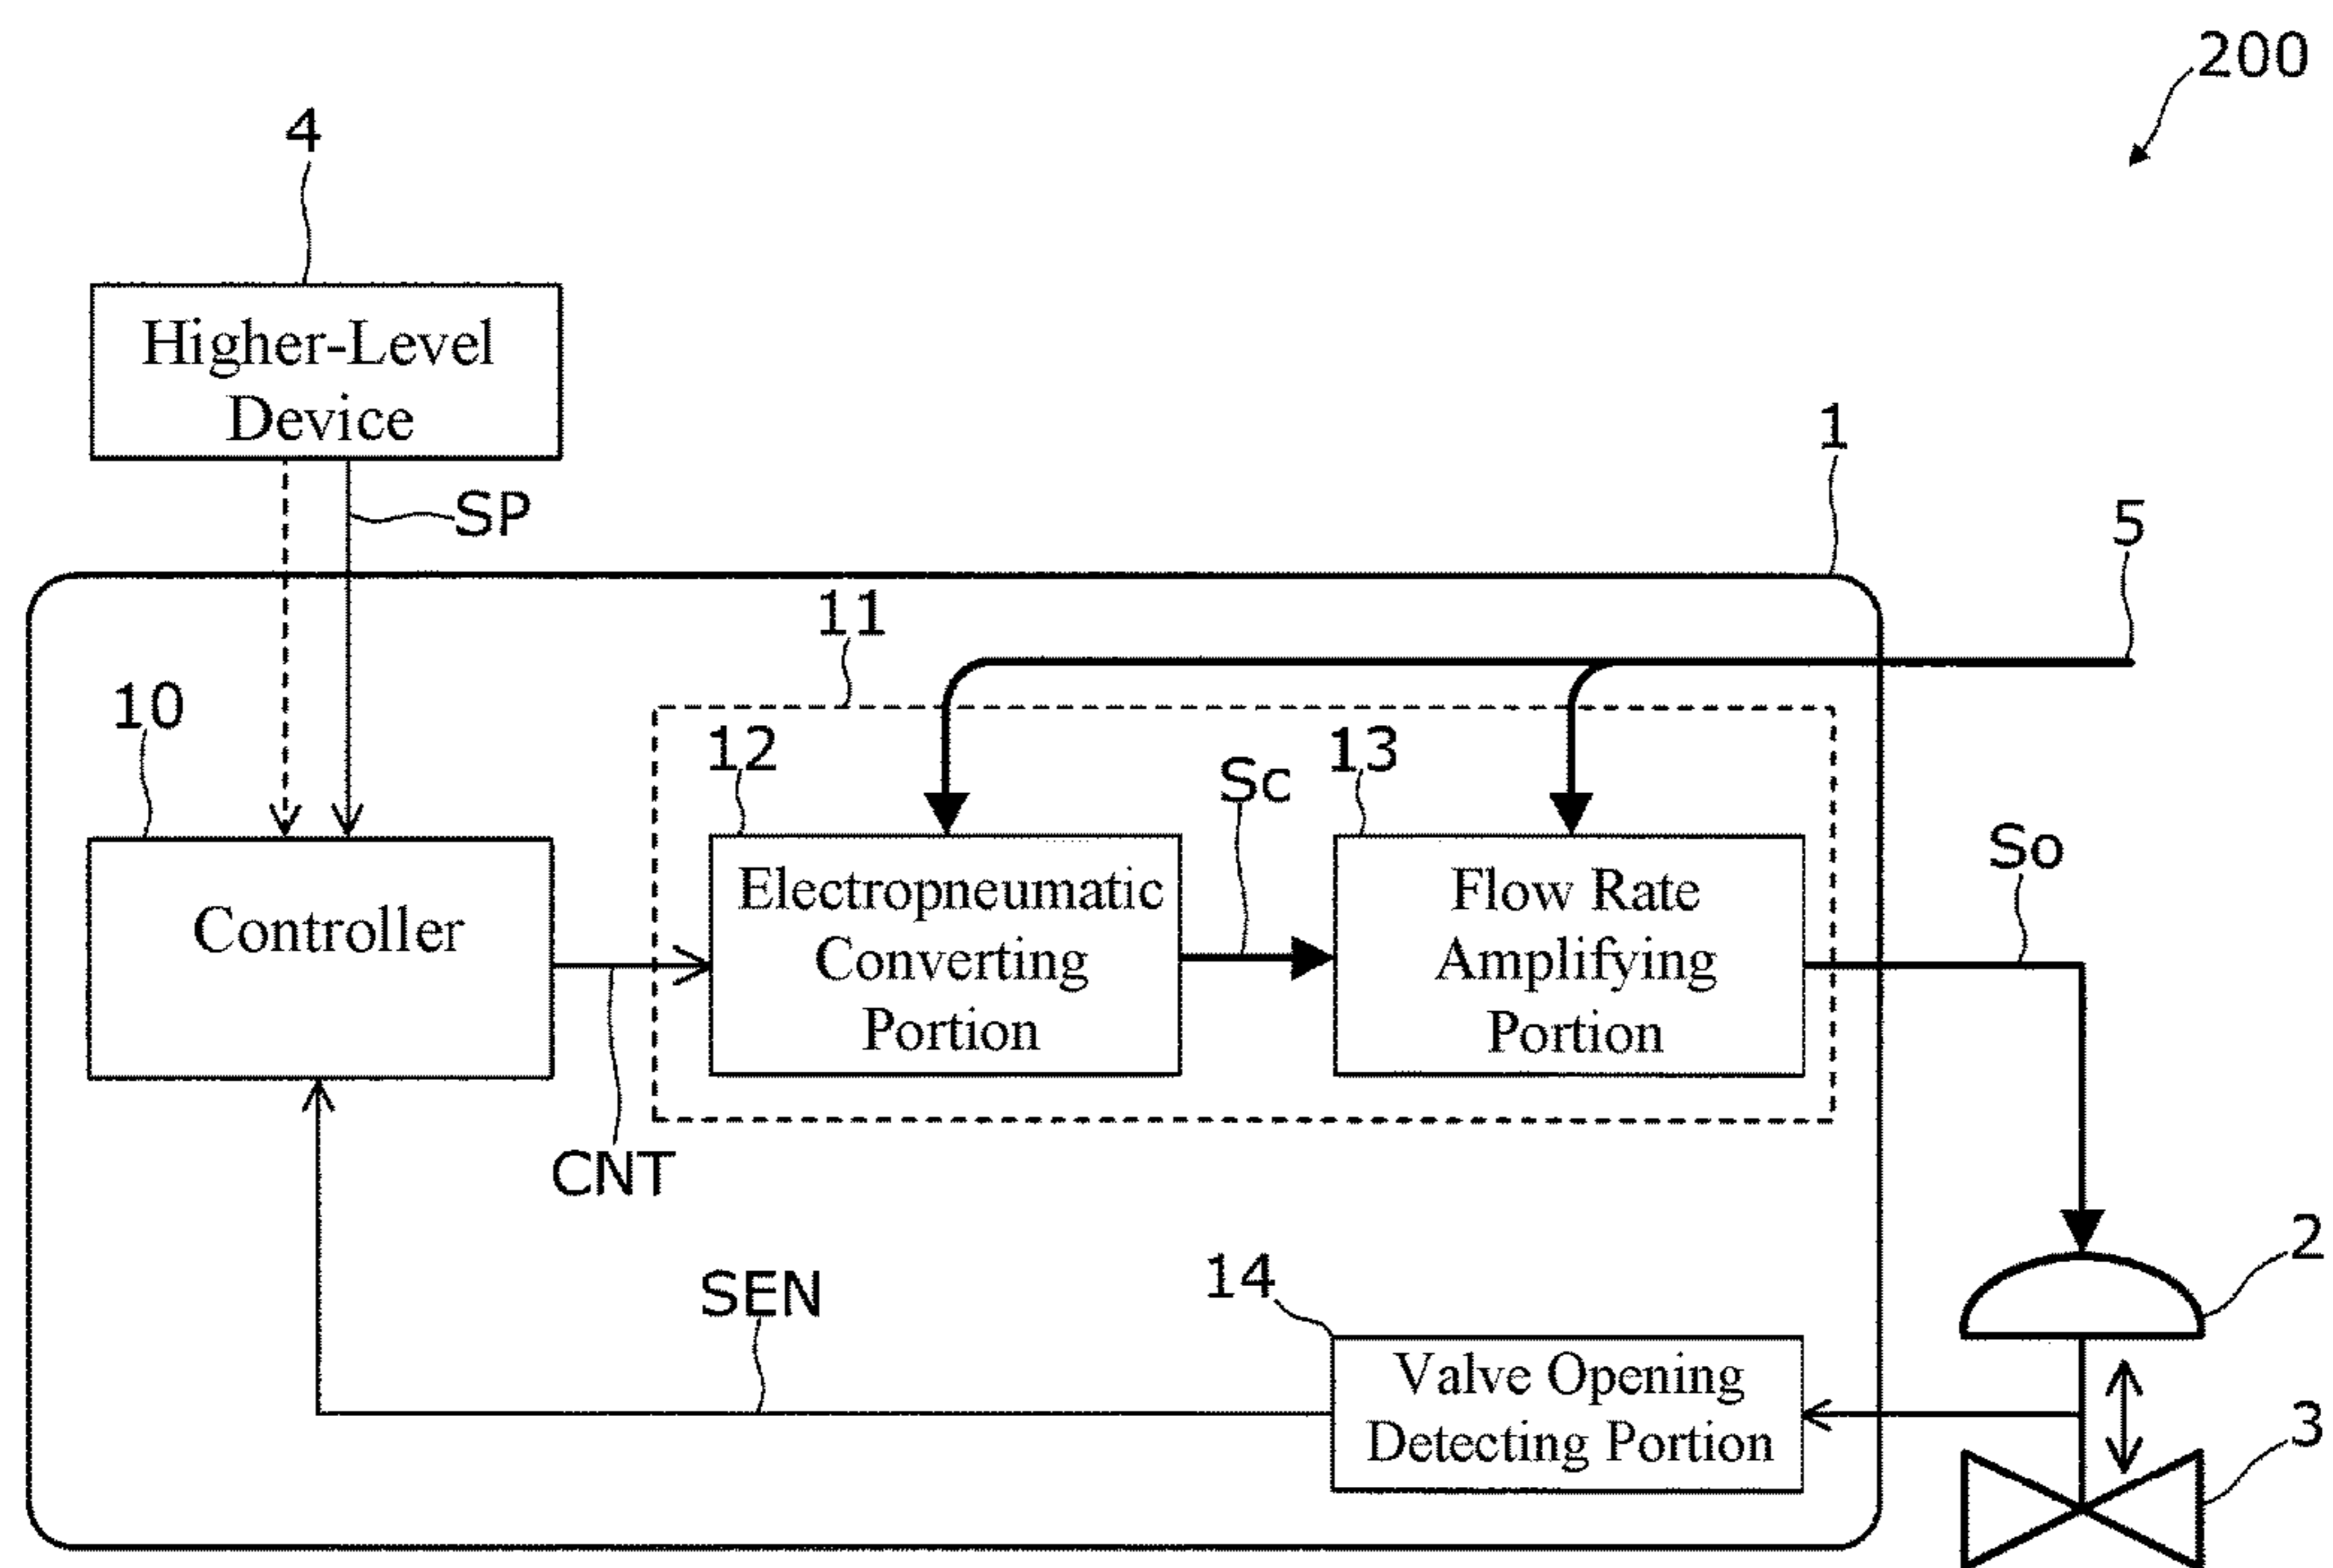 200
4
Higher-Level
Device
SP
1
5
11
10
12
Sc
13
So
Controller
Electropneumatic
Converting
Portion
Flow Rate
Amplifying
Portion
CNT
SEN
14
Valve Opening
Detecting Portion
2
3